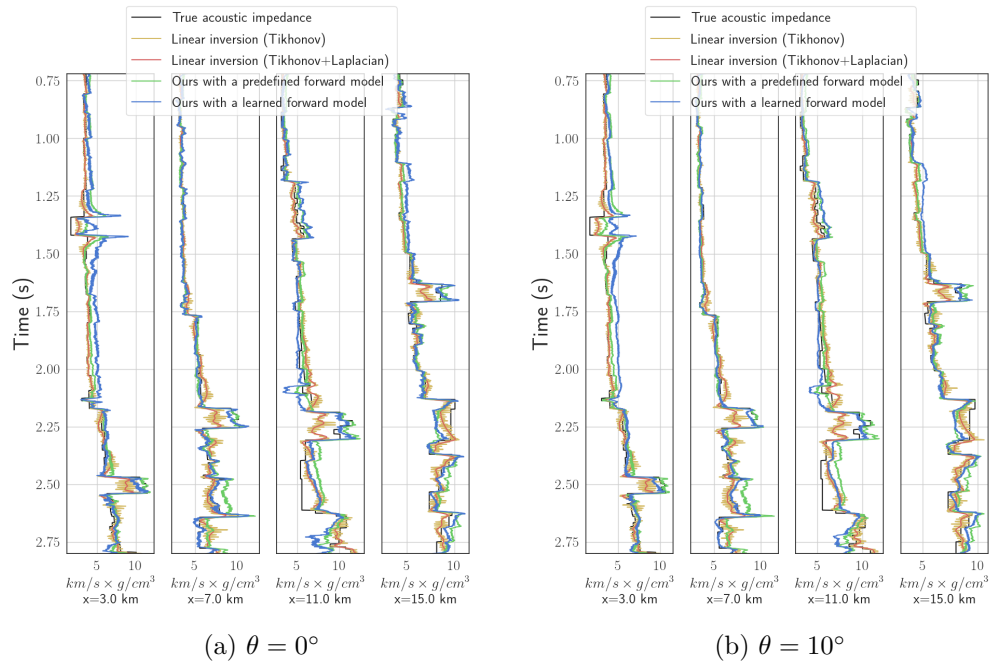 True acoustic impedance
Linear inversion (Tikhonov)
Linear inversion (Tikhonov+Laplacian)
Ours with a predefined forward model
Ours with a learned forward model
0.75
1.00
1.25
1.50
1.75
2.00
2.25
2.50
2.75
Time (s)
5 10 5 10 5 10 5 10
km/s × g/cm³ km/s × g/cm³ km/s × g/cm³ km/s × g/cm³
x=3.0 km x=7.0 km x=11.0 km x=15.0 km
(a) θ = 0°
True acoustic impedance
Linear inversion (Tikhonov)
Linear inversion (Tikhonov+Laplacian)
Ours with a predefined forward model
Ours with a learned forward model
0.75
1.00
1.25
1.50
1.75
2.00
2.25
2.50
2.75
Time (s)
5 10 5 10 5 10 5 10
km/s × g/cm³ km/s × g/cm³ km/s × g/cm³ km/s × g/cm³
x=3.0 km x=7.0 km x=11.0 km x=15.0 km
(b) θ = 10°